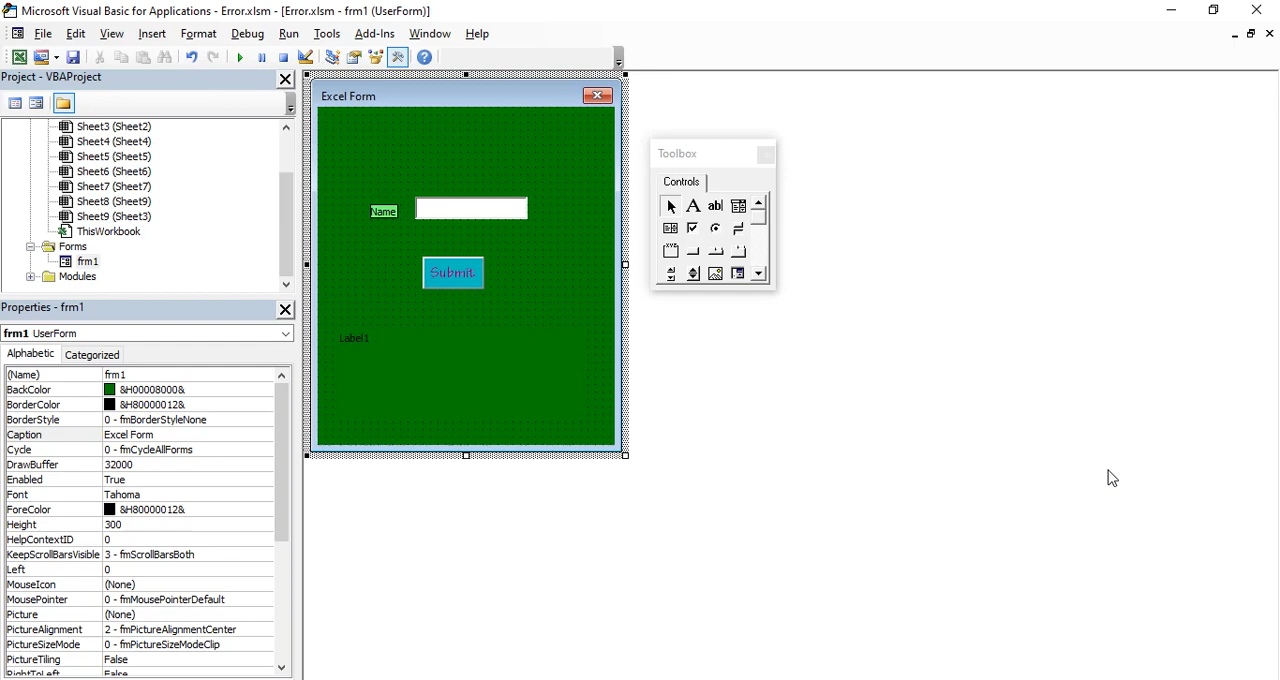 Microsoft Visual Basic for Applications - Error.xlsm - [Error.xlsm - frm1 (UserForm)]
File Edit View Insert Format Debug Run Tools Add-Ins Window Help
Project - VBAProject
Sheet3 (Sheet2)
Sheet4 (Sheet4)
Sheet5 (Sheet5)
Sheet6 (Sheet6)
Sheet7 (Sheet7)
Sheet8 (Sheet9)
Sheet9 (Sheet3)
ThisWorkbook
Forms
frm1
Modules
Properties - frm1
frm1 UserForm
Alphabetic Categorized
(Name) frm1
BackColor &H00008000&
BorderColor &H80000012&
BorderStyle 0 - fmBorderStyleNone
Caption Excel Form
Cycle 0 - fmCycleAllForms
DrawBuffer 32000
Enabled True
Font Tahoma
ForeColor &H80000012&
Height 300
HelpContextID 0
KeepScrollBarsVisible 3 - fmScrollBarsBoth
Left 0
MouseIcon (None)
MousePointer 0 - fmMousePointerDefault
Picture (None)
PictureAlignment 2 - fmPictureAlignmentCenter
PictureSizeMode 0 - fmPictureSizeModeClip
PictureTiling False
RightToLeft False
Excel Form
Name
Submit
Label1
Toolbox
Controls
A ab|
XYZ